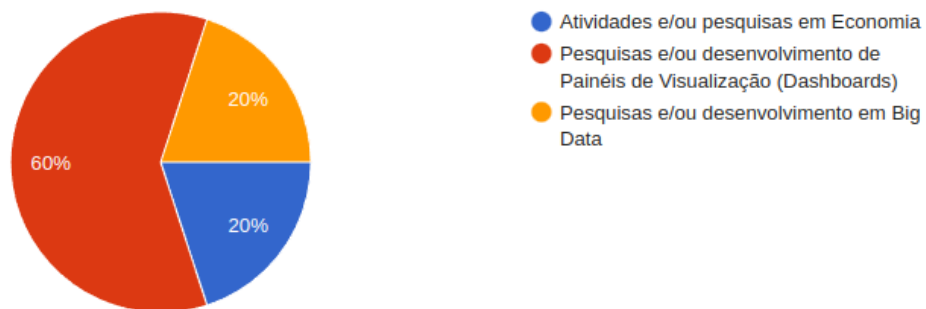 60%
20%
20%
Atividades e/ou pesquisas em Economia
Pesquisas e/ou desenvolvimento de
Painéis de Visualização (Dashboards)
Pesquisas e/ou desenvolvimento em Big
Data